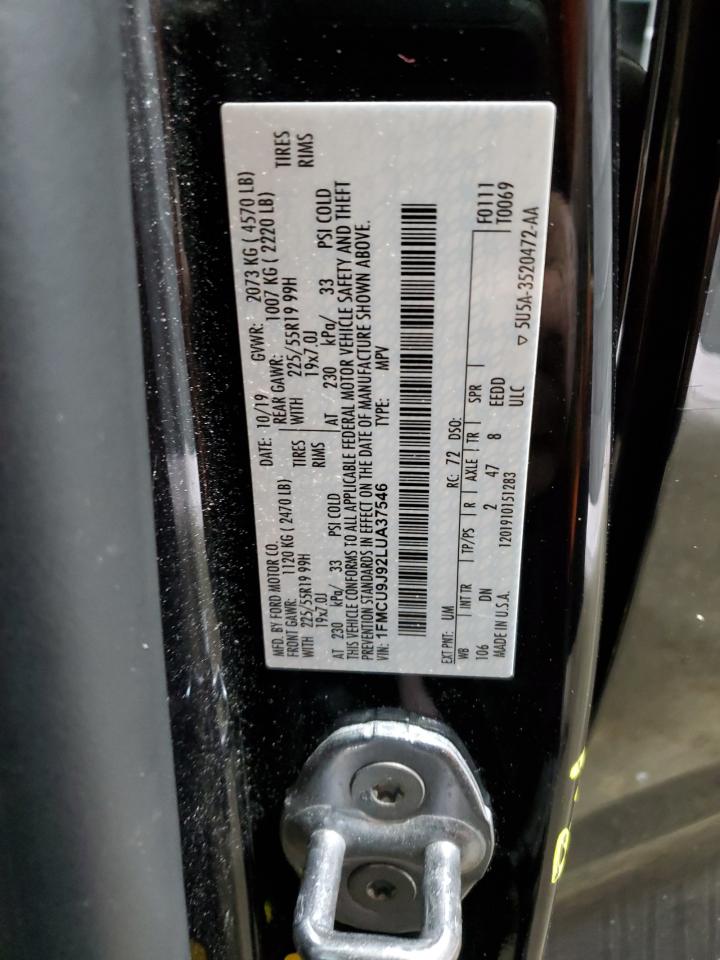 MFD. BY FORD MOTOR CO. DATE: 10/19 GVWR: 2073 KG ( 4570 LB)
FRONT GAWR: 1120 KG ( 2470 LB) REAR GAWR: 1007 KG ( 2220 LB)
WITH 225/55R19 99H TIRES WITH 225/55R19 99H TIRES
19x7.0J RIMS 19x7.0J RIMS
AT 230 kPa/ 33 PSI COLD AT 230 kPa/ 33 PSI COLD
THIS VEHICLE CONFORMS TO ALL APPLICABLE FEDERAL MOTOR VEHICLE SAFETY AND THEFT
PREVENTION STANDARDS IN EFFECT ON THE DATE OF MANUFACTURE SHOWN ABOVE.
VIN: 1FMCU9J92LUA37546 TYPE: MPV
EXT PNT: UM RC: 72 DSO: F0111
WB INT TR TP/PS R AXLE TR SPR T0069
106 DN 2 47 8 EEDD
MADE IN U.S.A. 1201910151283 ULC ▽ 5U5A-3520472-AA